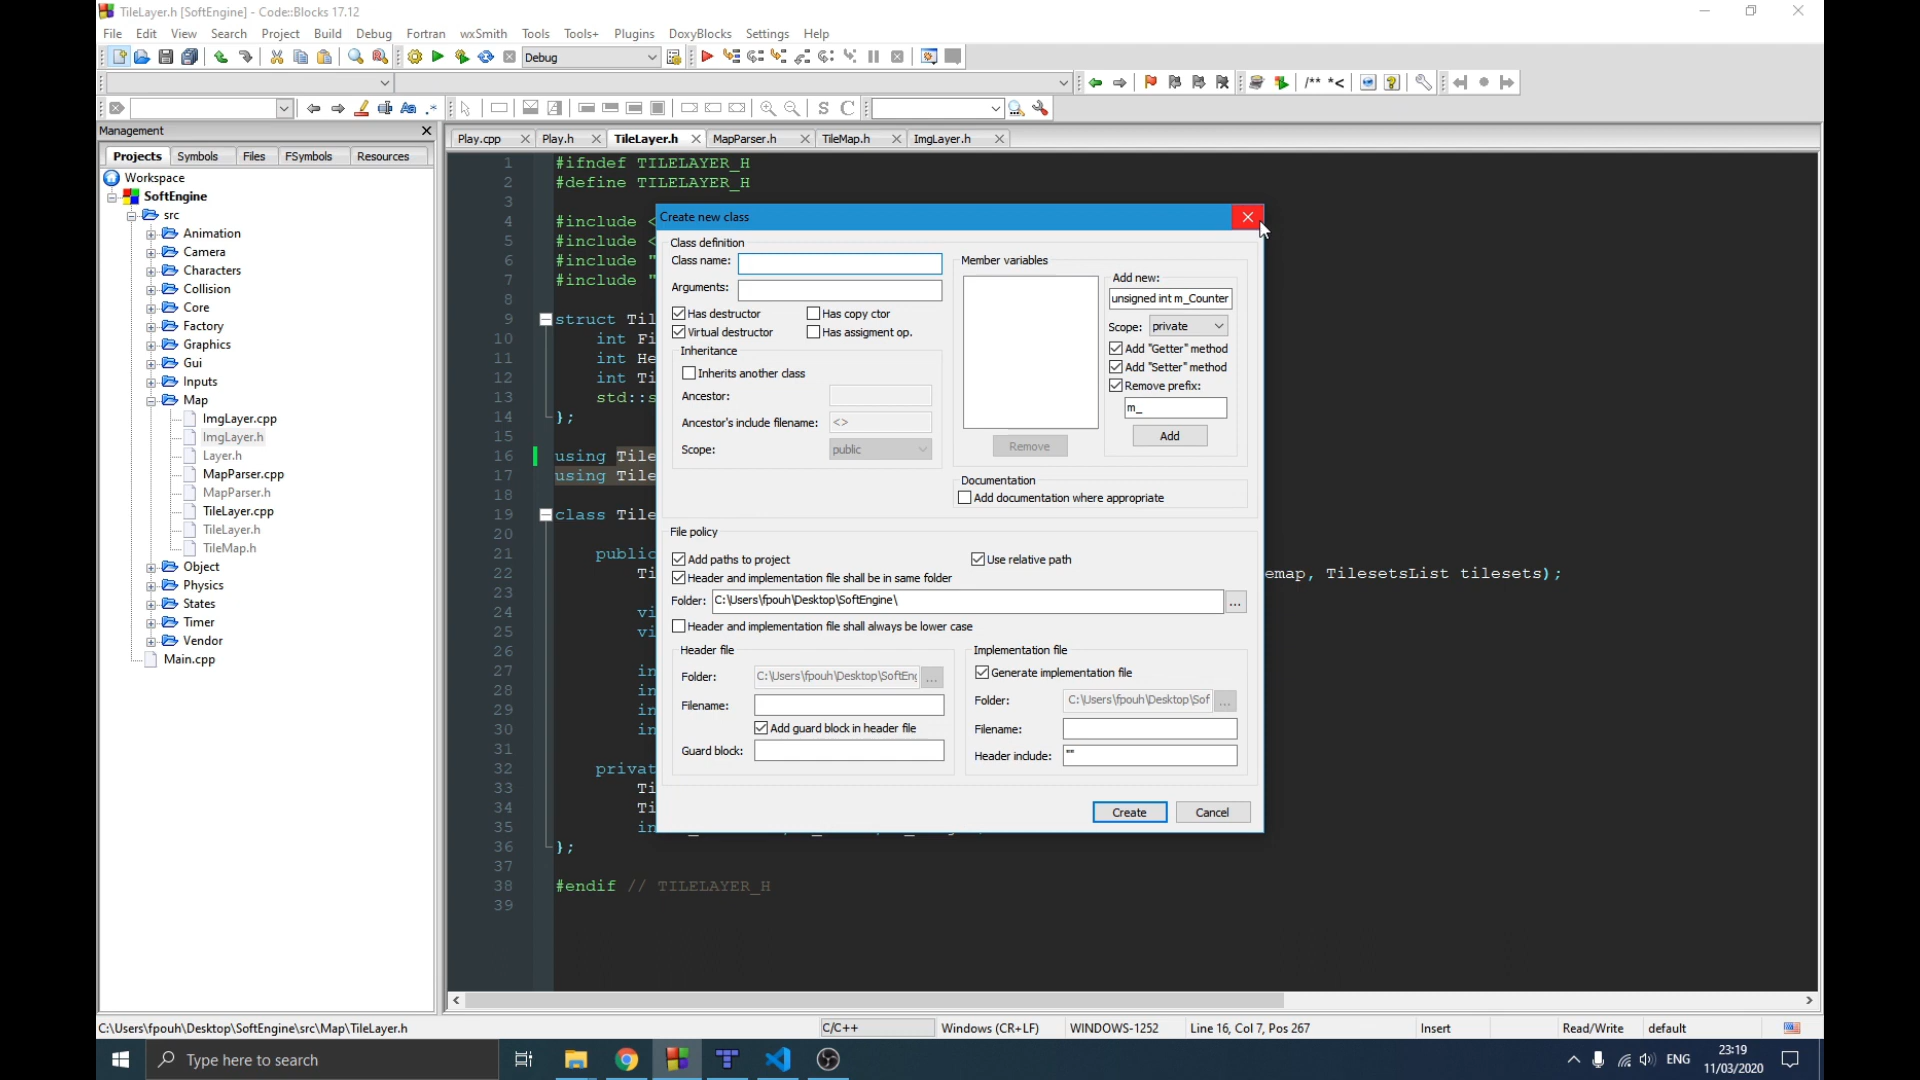 TileLayer.h [SoftEngine] - Code::Blocks 17.12
File Edit View Search Project Build Debug Fortran wxSmith Tools Tools+ Plugins DoxyBlocks Settings Help
Debug
/** *<
Aa .*
S C
Management
Projects Symbols Files FSymbols Resources
Play.cpp Play.h TileLayer.h MapParser.h TileMap.h ImgLayer.h
Workspace
SoftEngine
src
Animation
Camera
Characters
Collision
Core
Factory
Graphics
Gui
Inputs
Map
ImgLayer.cpp
ImgLayer.h
Layer.h
MapParser.cpp
MapParser.h
TileLayer.cpp
TileLayer.h
TileMap.h
Object
Physics
States
Timer
Vendor
Main.cpp
1 #ifndef TILELAYER_H
2 #define TILELAYER_H
3
4 #include <
5 #include <
6 #include "
7 #include "
8
9 struct Til
10 int Fi
11 int He
12 int Ti
13 std::s
14 };
15
16 using Tile
17 using Tile
18
19 class Tile
20
21 public
22 Ti emap, TilesetsList tilesets);
23
24 vi
25 vi
26
27 in
28 in
29 in
30 in
31
32 privat
33 Ti
34 Ti
35 in
36 };
37
38 #endif // TILELAYER_H
39
Create new class
Class definition
Class name:
Arguments:
Has destructor Has copy ctor
Virtual destructor Has assigment op.
Inheritance
Inherits another class
Ancestor:
Ancestor's include filename: <>
Scope: public
Member variables
Remove
Add new:
unsigned int m_Counter
Scope: private
Add "Getter" method
Add "Setter" method
Remove prefix:
m_
Add
Documentation
Add documentation where appropriate
File policy
Add paths to project Use relative path
Header and implementation file shall be in same folder
Folder: C:\Users\fpouh\Desktop\SoftEngine\ ...
Header and implementation file shall always be lower case
Header file
Folder: C:\Users\fpouh\Desktop\SoftEng ...
Filename:
Add guard block in header file
Guard block:
Implementation file
Generate implementation file
Folder: C:\Users\fpouh\Desktop\Sof ...
Filename:
Header include: ""
Create Cancel
C:\Users\fpouh\Desktop\SoftEngine\src\Map\TileLayer.h C/C++ Windows (CR+LF) WINDOWS-1252 Line 16, Col 7, Pos 267 Insert Read/Write default
Type here to search
ENG
23:19
11/03/2020